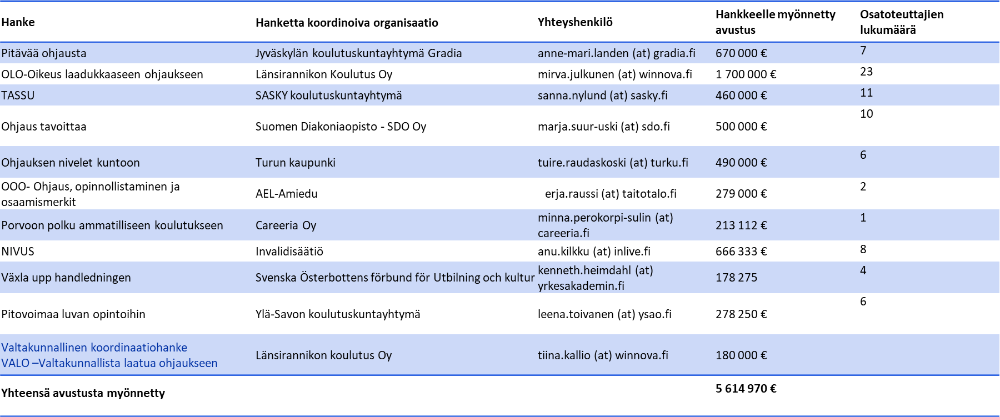 Hanke Hanketta koordinoiva organisaatio Yhteyshenkilö Hankkeelle myönnetty avustus Osatoteuttajien lukumäärä
Pitävää ohjausta Jyväskylän koulutuskuntayhtymä Gradia anne-mari.landen (at) gradia.fi 670 000 € 7
OLO-Oikeus laadukkaaseen ohjaukseen Länsirannikon Koulutus Oy mirva.julkunen (at) winnova.fi 1 700 000 € 23
TASSU SASKY koulutuskuntayhtymä sanna.nylund (at) sasky.fi 460 000 € 11
Ohjaus tavoittaa Suomen Diakoniaopisto - SDO Oy marja.suur-uski (at) sdo.fi 500 000 € 10
Ohjauksen nivelet kuntoon Turun kaupunki tuire.raudaskoski (at) turku.fi 490 000 € 6
OOO- Ohjaus, opinnollistaminen ja osaamismerkit AEL-Amiedu erja.raussi (at) taitotalo.fi 279 000 € 2
Porvoon polku ammatilliseen koulutukseen Careeria Oy minna.perokorpi-sulin (at) careeria.fi 213 112 € 1
NIVUS Invalidisäätiö anu.kilkku (at) inlive.fi 666 333 € 8
Växla upp handledningen Svenska Österbottens förbund för Utbilning och kultur kenneth.heimdahl (at) yrkesakademin.fi 178 275 4
Pitovoimaa luvan opintoihin Ylä-Savon koulutuskuntayhtymä leena.toivanen (at) ysao.fi 278 250 € 6
Valtakunnallinen koordinaatiohanke
VALO –Valtakunnallista laatua ohjaukseen Länsirannikon koulutus Oy tiina.kallio (at) winnova.fi 180 000 €
Yhteensä avustusta myönnetty 5 614 970 €